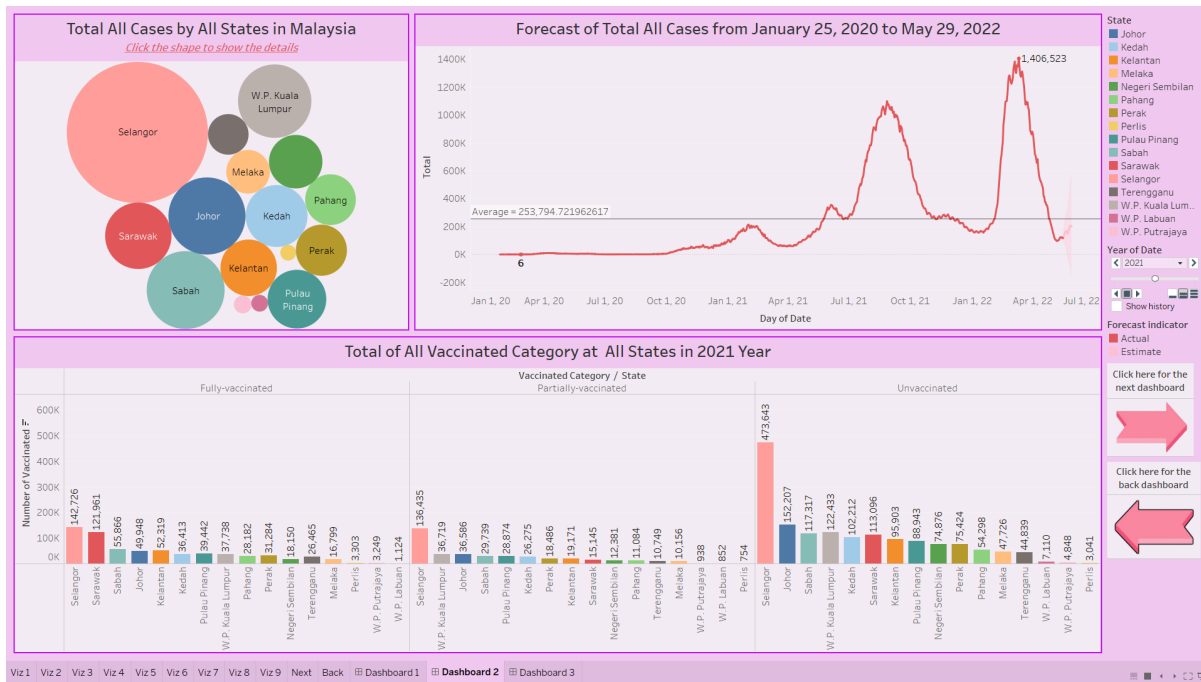 Total All Cases by All States in Malaysia
Click the shape to show the details
Selangor
W.P. Kuala
Lumpur
Melaka
Pahang
Johor
Kedah
Sarawak
Perak
Kelantan
Sabah
Pulau
Pinang
Forecast of Total All Cases from January 25, 2020 to May 29, 2022
Total
1400K
1200K
1000K
800K
600K
400K
200K
0K
-200K
1,406,523
Average = 253,794.721962617
6
Jan 1, 20
Apr 1, 20
Jul 1, 20
Oct 1, 20
Jan 1, 21
Apr 1, 21
Jul 1, 21
Oct 1, 21
Jan 1, 22
Apr 1, 22
Jul 1, 22
Day of Date
State
Johor
Kedah
Kelantan
Melaka
Negeri Sembilan
Pahang
Perak
Perlis
Pulau Pinang
Sabah
Sarawak
Selangor
Terengganu
W.P. Kuala Lum..
W.P. Labuan
W.P. Putrajaya
Year of Date
2021
Show history
Forecast indicator
Actual
Estimate
Click here for the
next dashboard
Click here for the
back dashboard
Total of All Vaccinated Category at All States in 2021 Year
Vaccinated Category / State
Fully-vaccinated
Partially-vaccinated
Unvaccinated
Number of Vaccinated
600K
500K
400K
300K
200K
100K
0K
142,726
121,961
55,866
49,948
52,319
36,413
39,442
37,738
28,182
31,284
18,150
26,465
16,799
3,303
3,249
1,124
136,435
36,719
36,586
29,739
28,874
26,275
18,486
19,171
15,145
12,381
11,084
10,749
10,156
938
852
754
473,643
152,207
117,317
122,433
102,212
113,096
95,903
88,943
74,876
75,424
54,298
47,726
44,839
7,110
4,848
3,041
Selangor
Sarawak
Sabah
Johor
Kelantan
Kedah
Pulau Pinang
W.P. Kuala Lumpur
Pahang
Perak
Negeri Sembilan
Terengganu
Melaka
Perlis
W.P. Putrajaya
W.P. Labuan
Selangor
W.P. Kuala Lumpur
Johor
Sabah
Pulau Pinang
Kedah
Perak
Kelantan
Sarawak
Negeri Sembilan
Pahang
Terengganu
Melaka
W.P. Putrajaya
W.P. Labuan
Perlis
Selangor
Johor
Sabah
W.P. Kuala Lumpur
Kedah
Sarawak
Kelantan
Pulau Pinang
Negeri Sembilan
Perak
Pahang
Melaka
Terengganu
W.P. Labuan
W.P. Putrajaya
Perlis
Viz 1 Viz 2 Viz 3 Viz 4 Viz 5 Viz 6 Viz 7 Viz 8 Viz 9 Next Back Dashboard 1 Dashboard 2 Dashboard 3